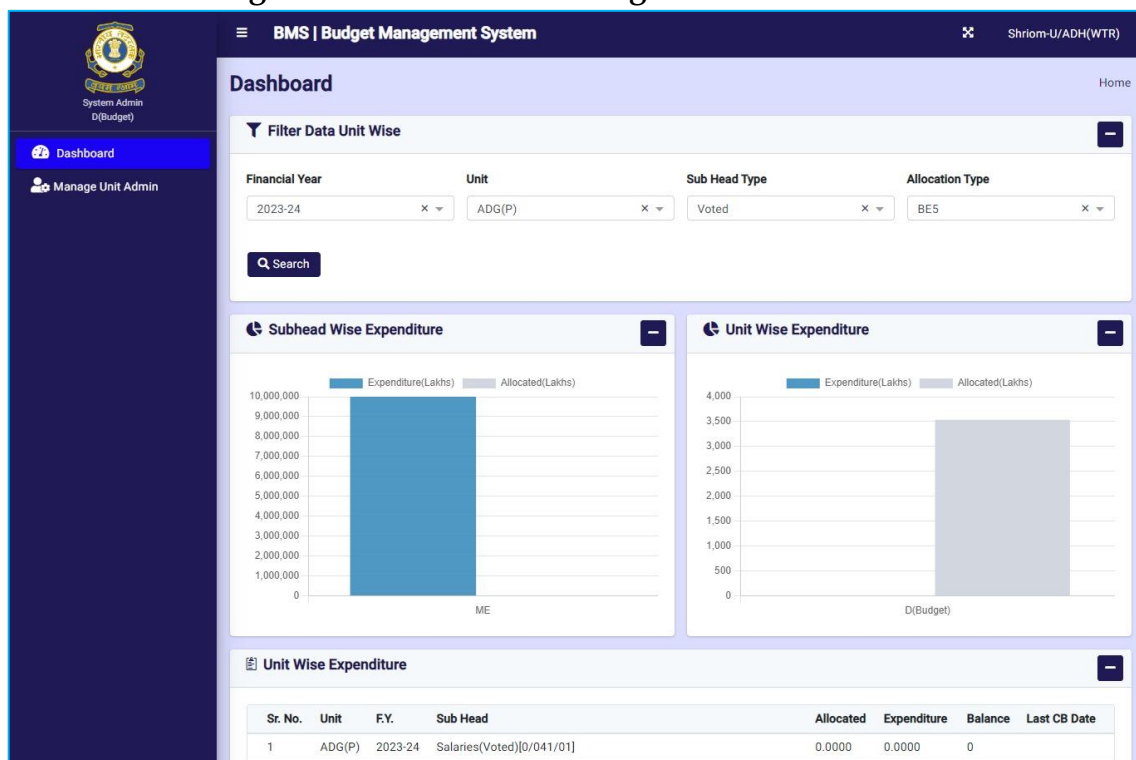 BMS | Budget Management System
Shriom-U/ADH(WTR)
System Admin
D(Budget)
Dashboard
Manage Unit Admin
Dashboard
Home
Filter Data Unit Wise
Financial Year Unit Sub Head Type Allocation Type
2023-24 × ADG(P) × Voted × BE5 ×
Search
Subhead Wise Expenditure
Expenditure(Lakhs) Allocated(Lakhs)
10,000,000
9,000,000
8,000,000
7,000,000
6,000,000
5,000,000
4,000,000
3,000,000
2,000,000
1,000,000
0
ME
Unit Wise Expenditure
Expenditure(Lakhs) Allocated(Lakhs)
4,000
3,500
3,000
2,500
2,000
1,500
1,000
500
0
D(Budget)
Unit Wise Expenditure
Sr. No. Unit F.Y. Sub Head Allocated Expenditure Balance Last CB Date
1 ADG(P) 2023-24 Salaries(Voted)[0/041/01] 0.0000 0.0000 0